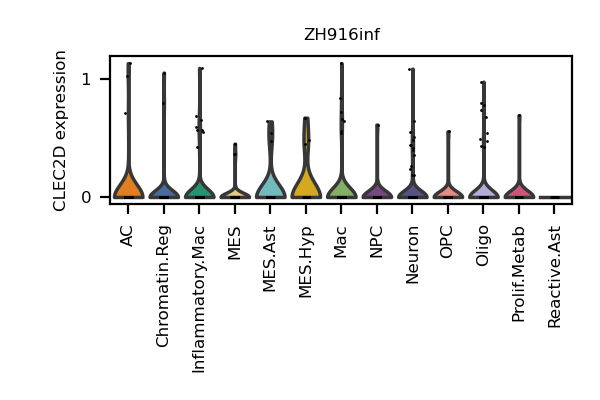 ZH916inf
CLEC2D expression
1
0
AC
Chromatin.Reg
Inflammatory.Mac
MES
MES.Ast
MES.Hyp
Mac
NPC
Neuron
OPC
Oligo
Prolif.Metab
Reactive.Ast